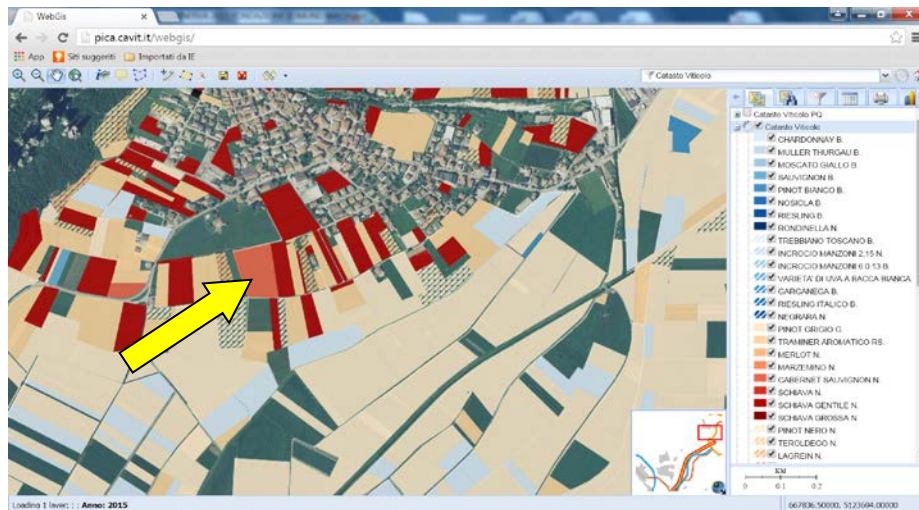 WebGis
pica.cavit.it/webgis/
App Siti suggeriti Importati da IE
Catasto Viticolo
Catasto Viticolo PQ
Catasto Viticolo
CHARDONNAY B.
MULLER THURGAU B.
MOSCATO GIALLO B.
SAUVIGNON B.
PINOT BIANCO B.
NOSIOLA B.
RIESLING B.
RONDINELLA N.
TREBBIANO TOSCANO B.
INCROCIO MANZONI 2,15 N.
INCROCIO MANZONI 6 0 13 B.
VARIETA' DI UVA A BACCA BIANCA
GARGANEGA B.
RIESLING ITALICO B.
NEGRARA N.
PINOT GRIGIO G.
TRAMINER AROMATICO RS.
MERLOT N.
MARZEMINO N.
CABERNET SAUVIGNON N.
SCHIAVA N.
SCHIAVA GENTILE N.
SCHIAVA GROSSA N.
PINOT NERO N.
TEROLDEGO N.
LAGREIN N.
KM
0 0.1 0.2
Loading 1 layer; : : Anno: 2015
667836.50000, 5123694.00000